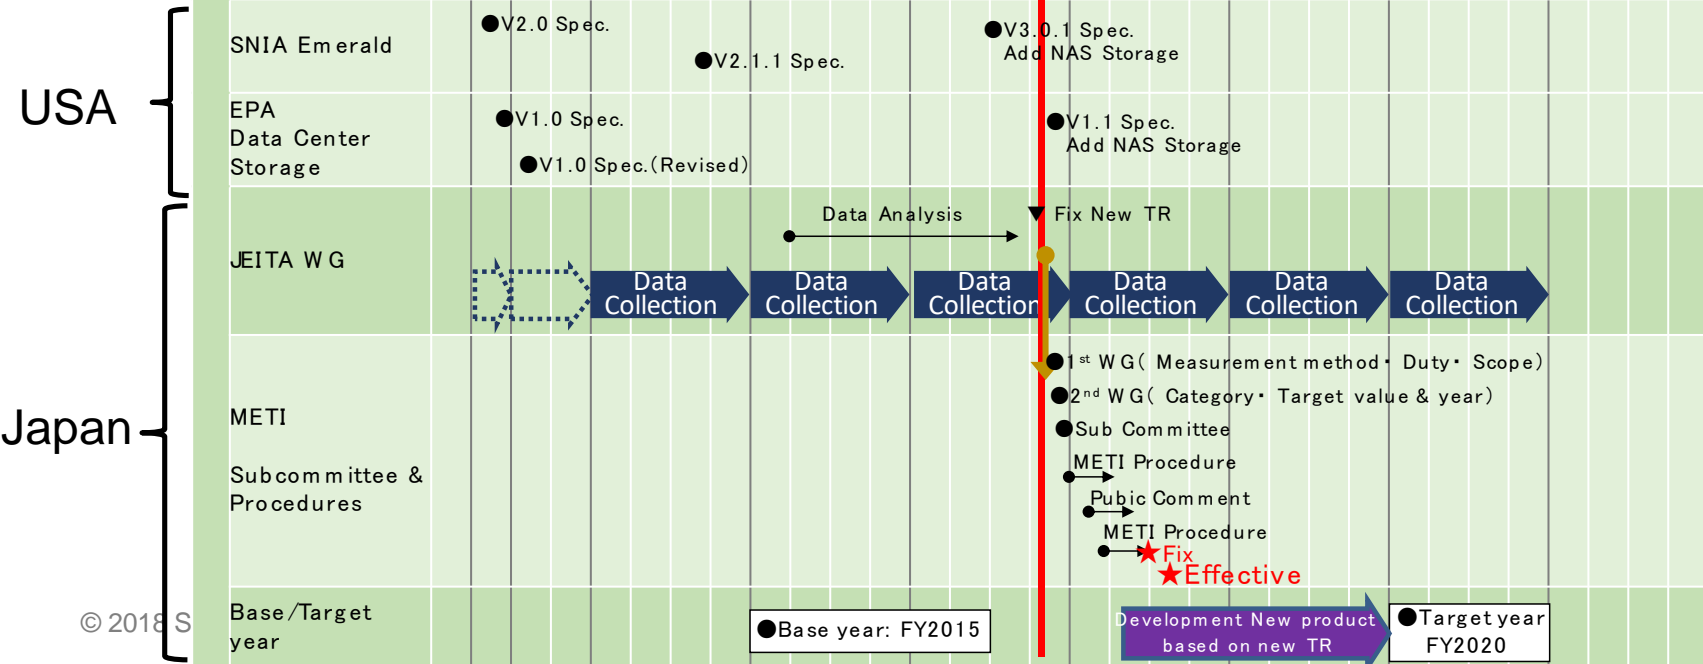 USA
SNIA Emerald
V2.0 Spec.
V2.1.1 Spec.
V3.0.1 Spec.
Add NAS Storage
EPA
Data Center
Storage
V1.0 Spec.
V1.0 Spec.(Revised)
V1.1 Spec.
Add NAS Storage
Japan
JEITA WG
Data Analysis
Fix New TR
Data
Collection
Data
Collection
Data
Collection
Data
Collection
Data
Collection
Data
Collection
METI
Subcommittee &
Procedures
1st WG( Measurement method・ Duty・ Scope)
2nd WG( Category・ Target value & year)
Sub Committee
METI Procedure
Pubic Comment
METI Procedure
Fix
Effective
Base/Target
year
Base year: FY2015
Development New product
based on new TR
Target year
FY2020
© 2018 S